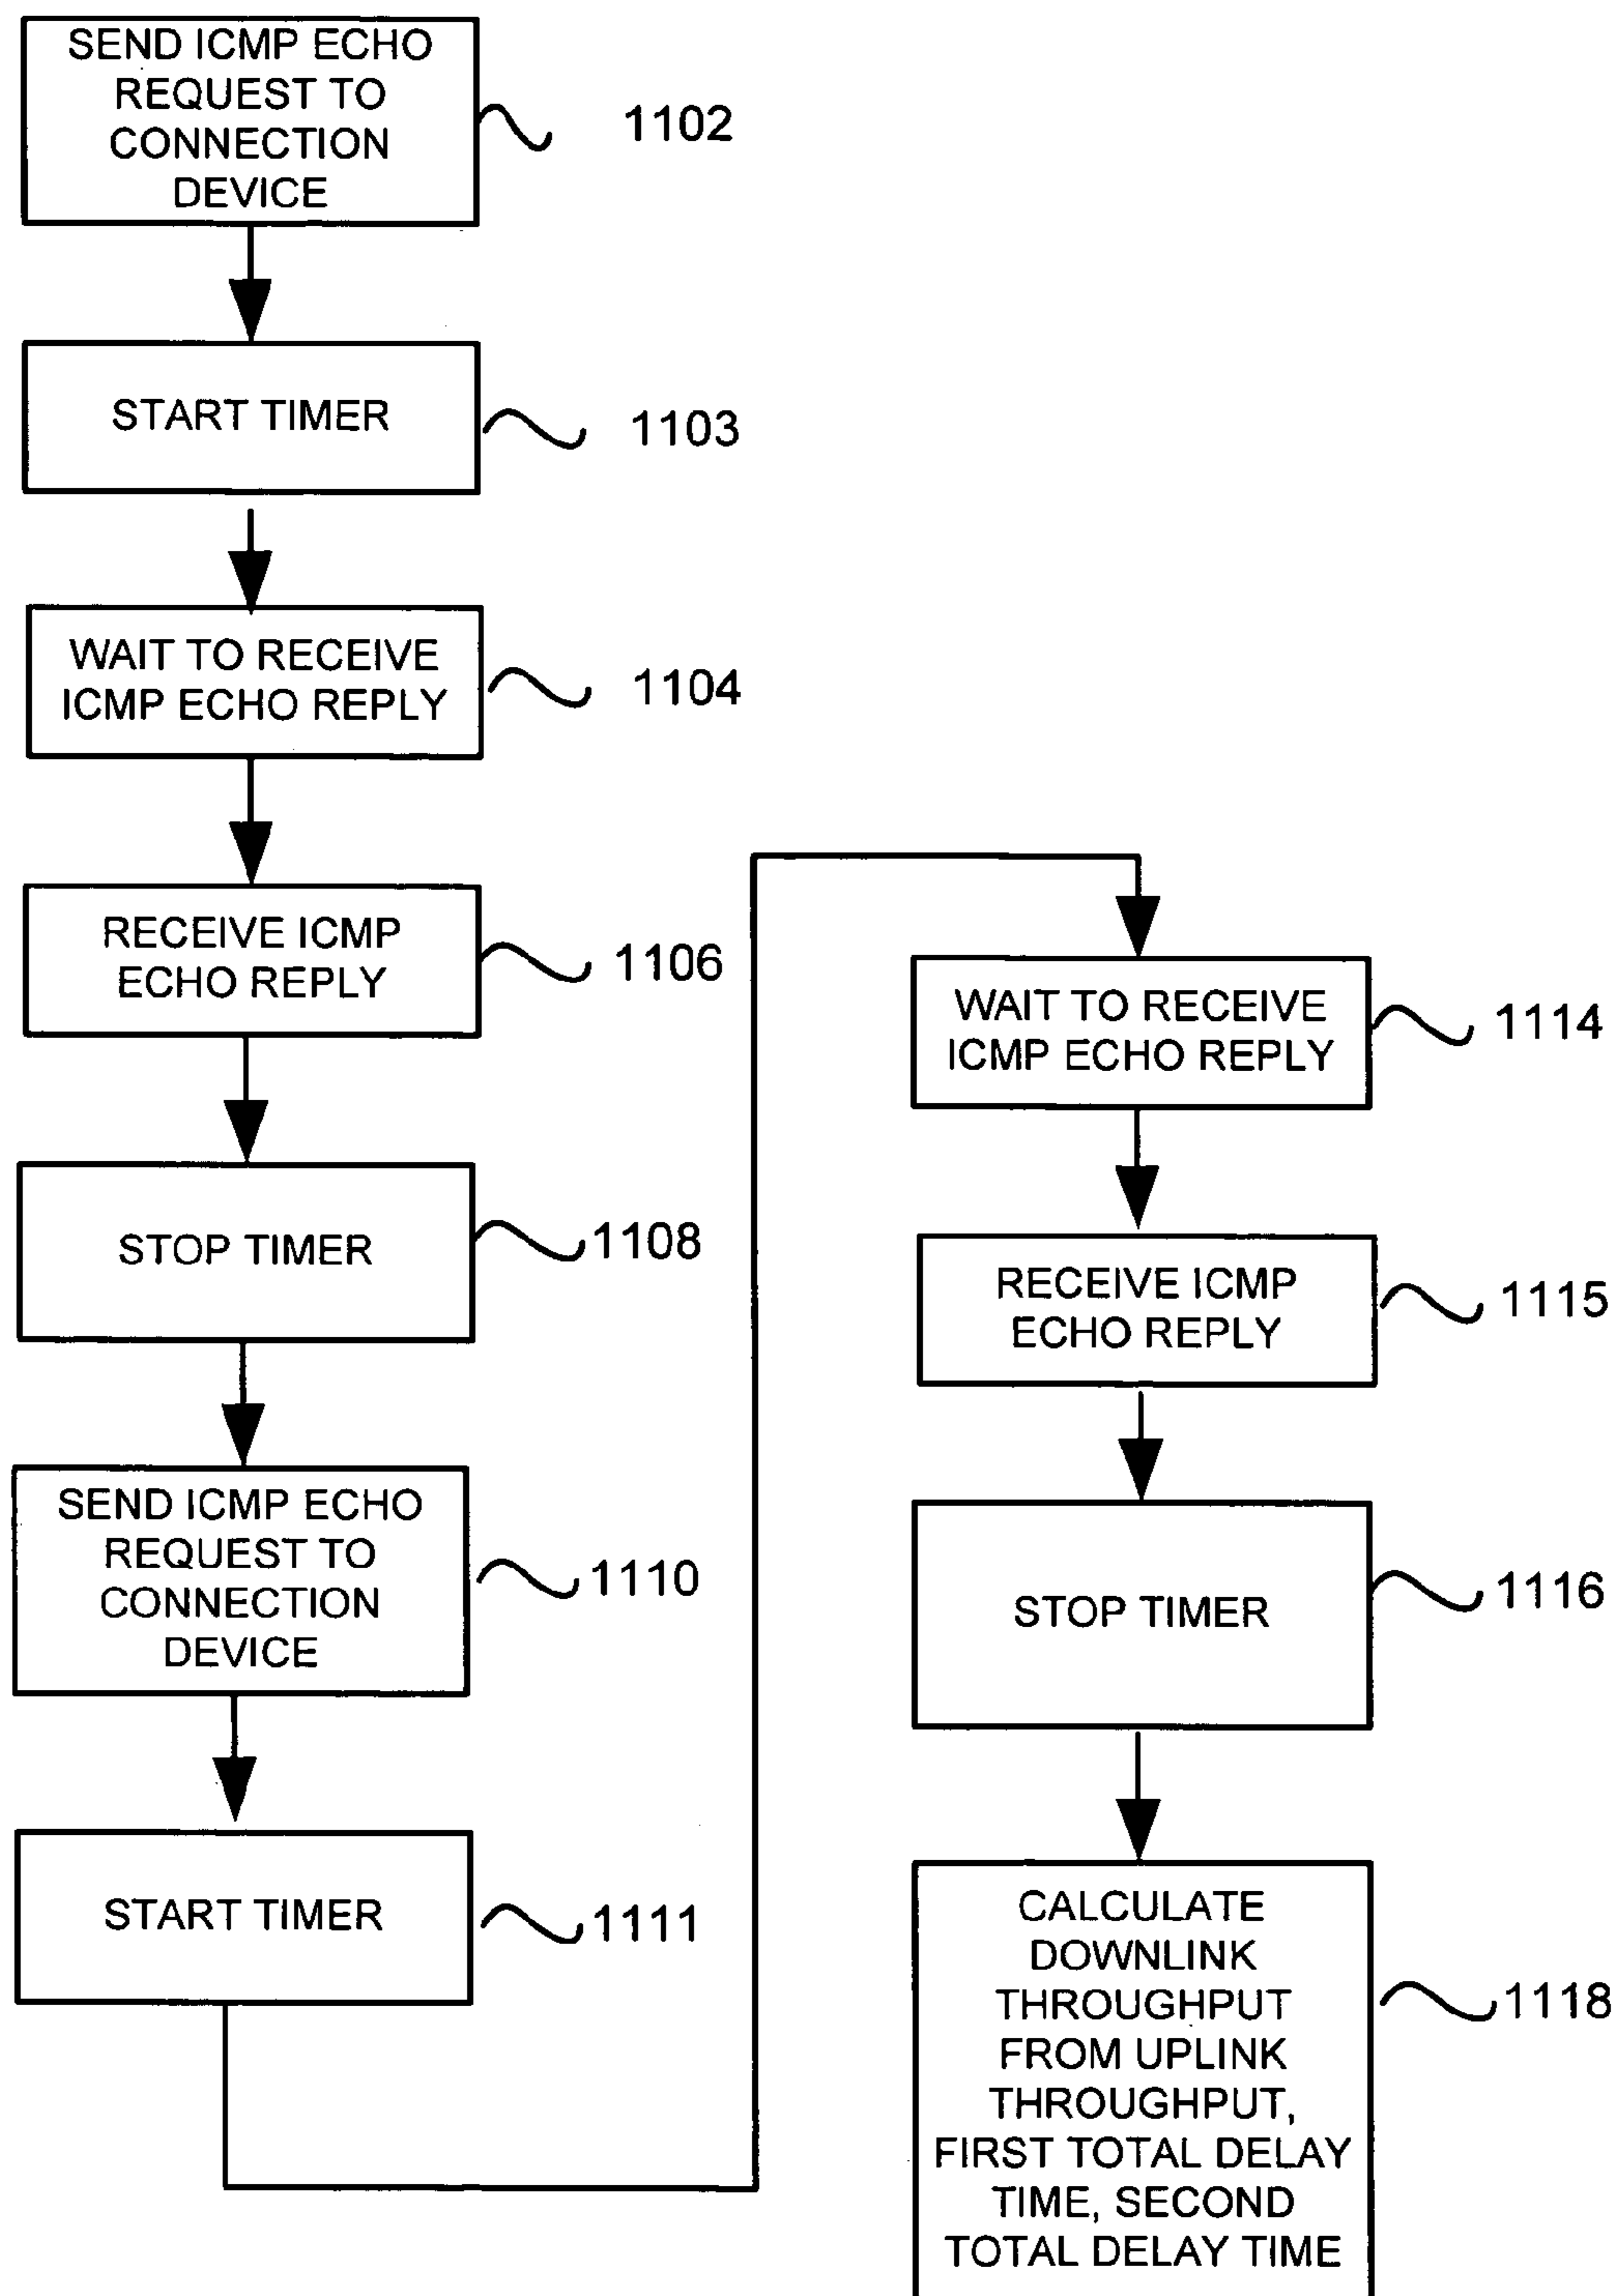 SEND ICMP ECHO
REQUEST TO
CONNECTION
DEVICE
1102
START TIMER
1103
WAIT TO RECEIVE
ICMP ECHO REPLY
1104
RECEIVE ICMP
ECHO REPLY
1106
STOP TIMER
1108
SEND ICMP ECHO
REQUEST TO
CONNECTION
DEVICE
1110
START TIMER
1111
WAIT TO RECEIVE
ICMP ECHO REPLY
1114
RECEIVE ICMP
ECHO REPLY
1115
STOP TIMER
1116
CALCULATE
DOWNLINK
THROUGHPUT
FROM UPLINK
THROUGHPUT,
FIRST TOTAL DELAY
TIME, SECOND
TOTAL DELAY TIME
1118